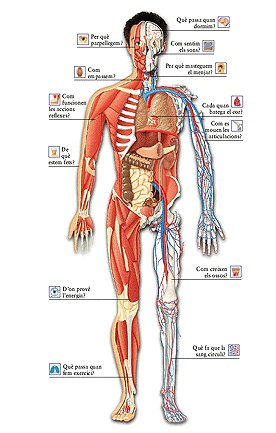 Què passa quan
dormim?
Per què
parpellegem?
Com sentim
els sons?
Com
empassem?
Per què masteguem
el menjar?
Com
funcionen
les accions
reflexes?
Cada quan
batega el cor?
Com es
mouen les
articulacions?
De què
estem fets?
Com creixen
els ossos?
D'on prové
l'energia?
Què fa que la
sang circuli?
Què passa quan
fem exercici?